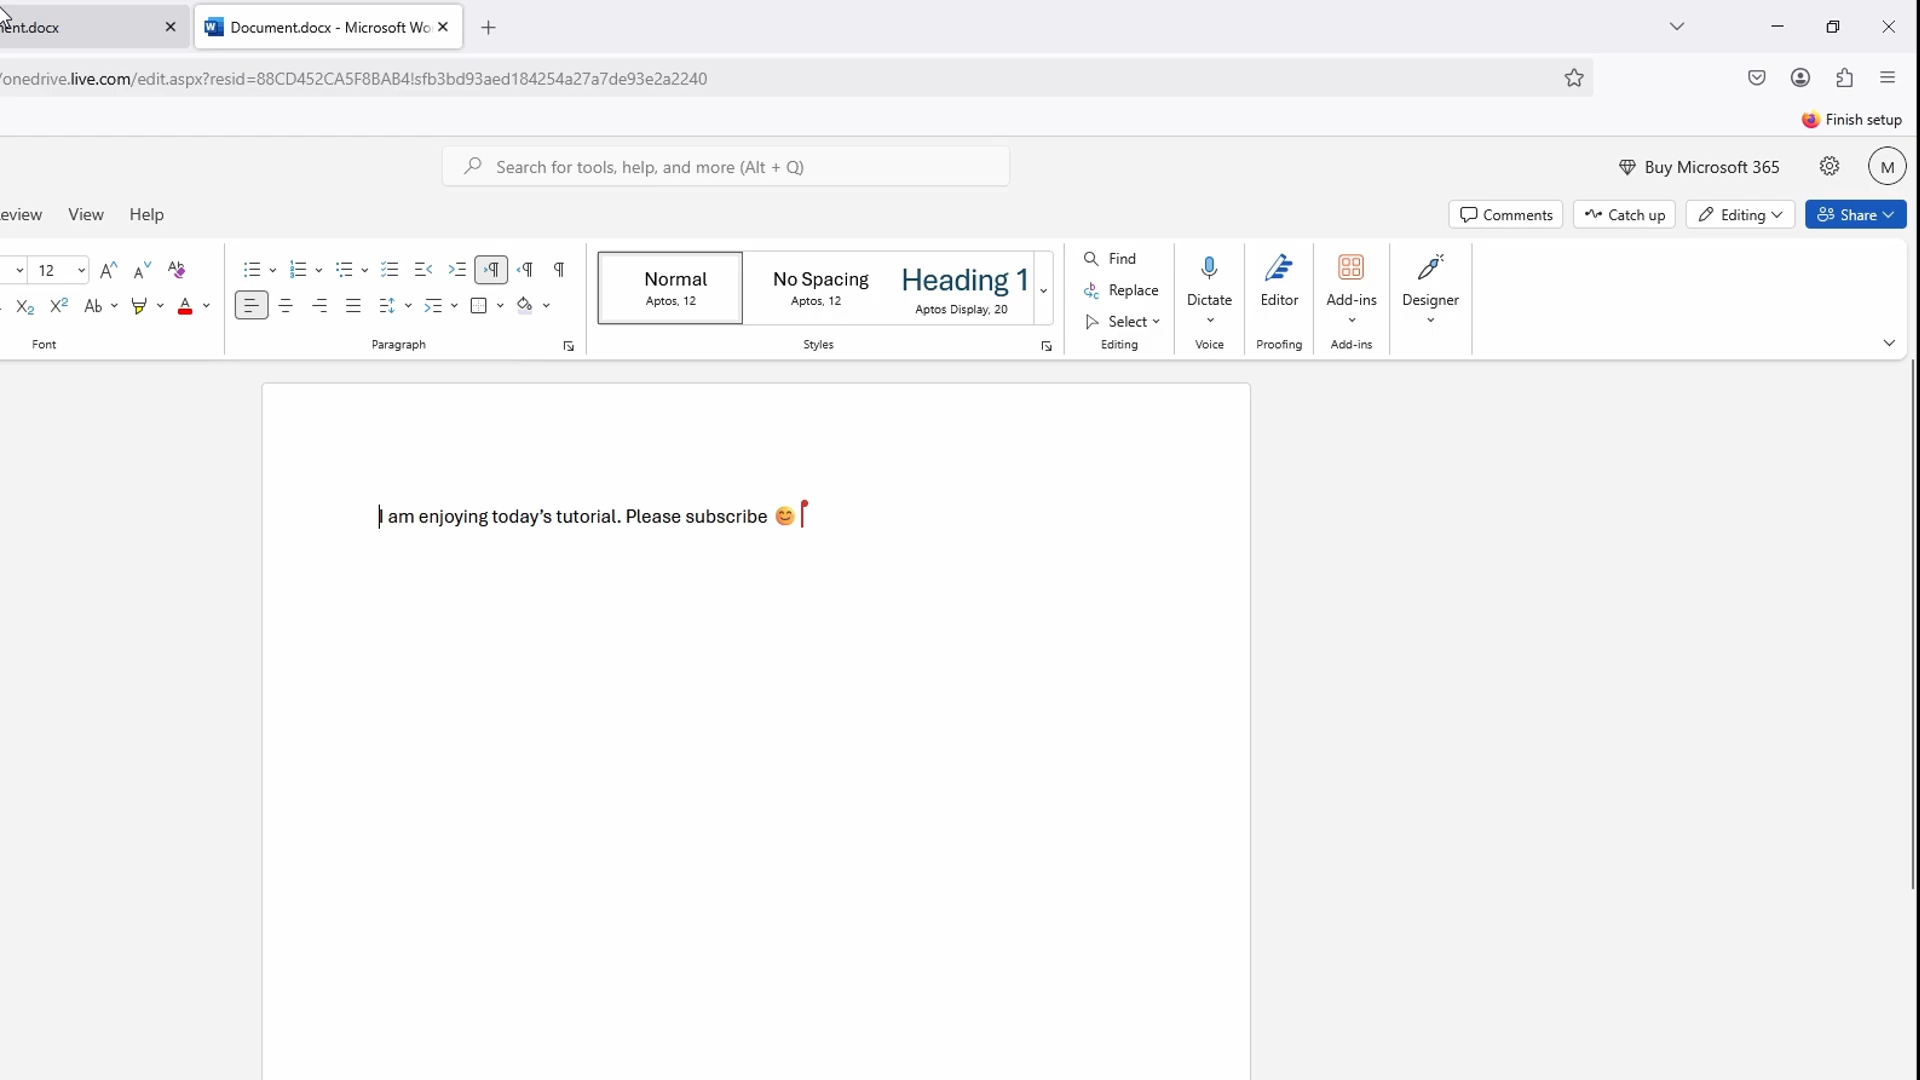 ent.docx
Document.docx - Microsoft Wo
onedrive.live.com/edit.aspx?resid=88CD452CA5F8BAB4!sfb3bd93aed184254a27a7de93e2a2240
Finish setup
Search for tools, help, and more (Alt + Q)
Buy Microsoft 365
M
eview View Help
Comments Catch up Editing Share
12
Normal
Aptos, 12
No Spacing
Aptos, 12
Heading 1
Aptos Display, 20
Find
Replace
Select
Dictate
Editor
Add-ins
Designer
Font
Paragraph
Styles
Editing
Voice
Proofing
Add-ins
I am enjoying today’s tutorial. Please subscribe 😊